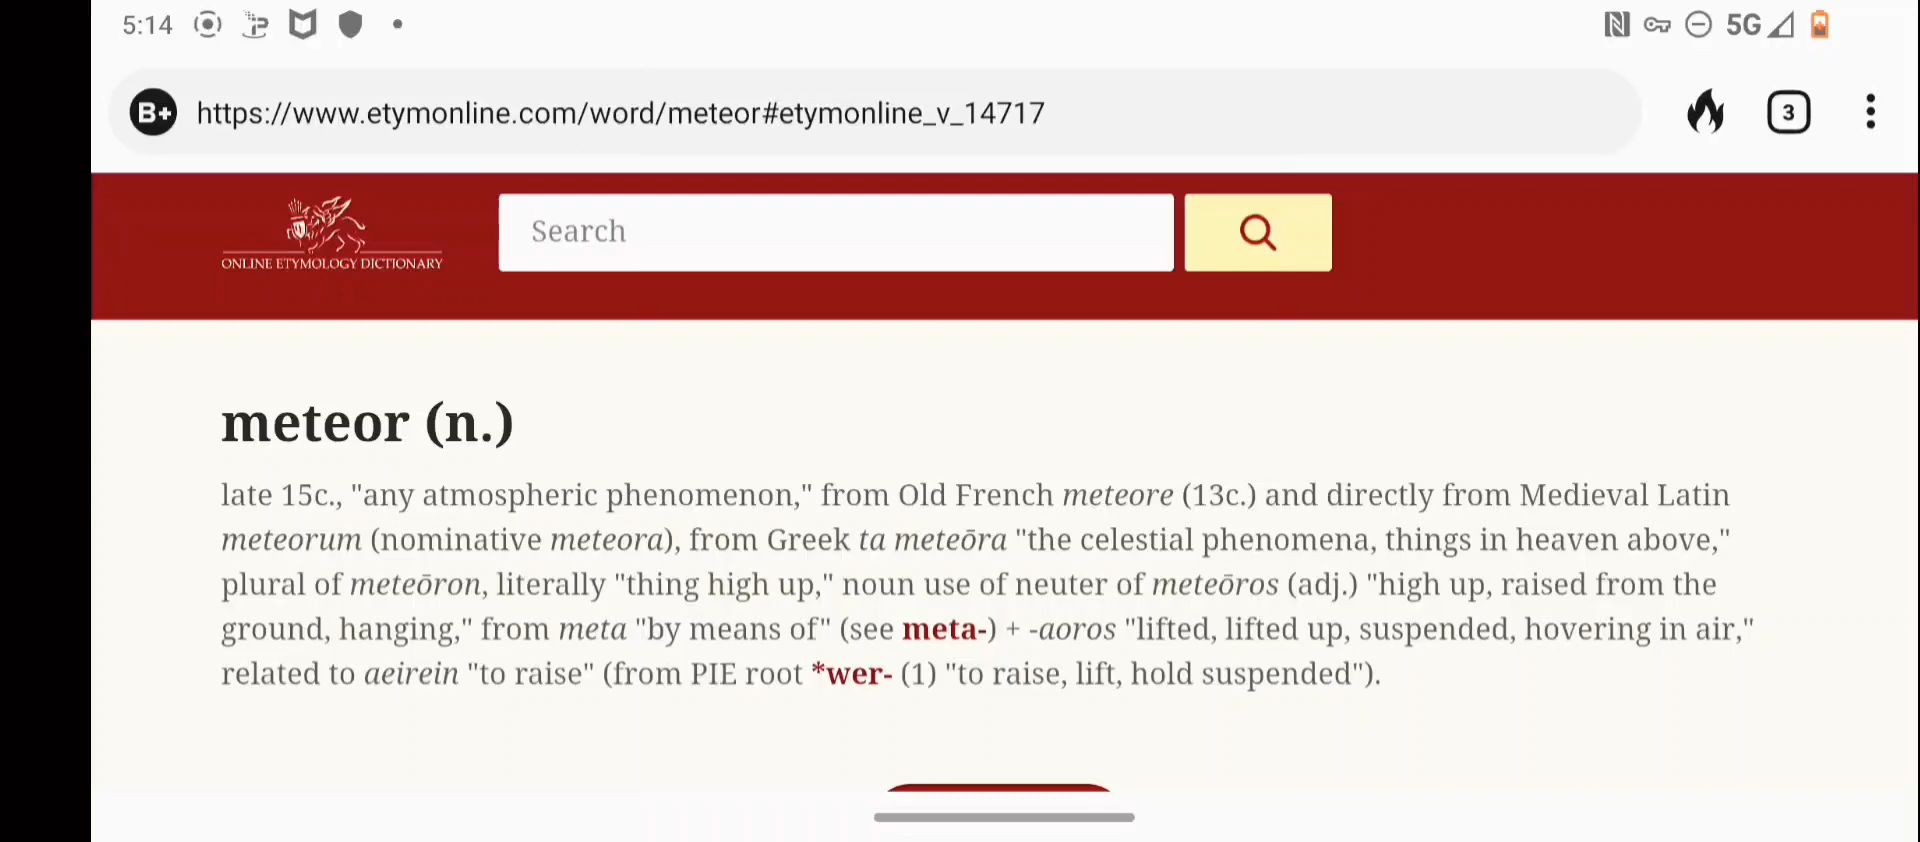 5:14
5G
B+ https://www.etymonline.com/word/meteor#etymonline_v_14717
3
ONLINE ETYMOLOGY DICTIONARY
Search
meteor (n.)
late 15c., "any atmospheric phenomenon," from Old French meteore (13c.) and directly from Medieval Latin
meteorum (nominative meteora), from Greek ta meteōra "the celestial phenomena, things in heaven above,"
plural of meteōron, literally "thing high up," noun use of neuter of meteōros (adj.) "high up, raised from the
ground, hanging," from meta "by means of" (see meta-) + -aoros "lifted, lifted up, suspended, hovering in air,"
related to aeirein "to raise" (from PIE root *wer- (1) "to raise, lift, hold suspended").